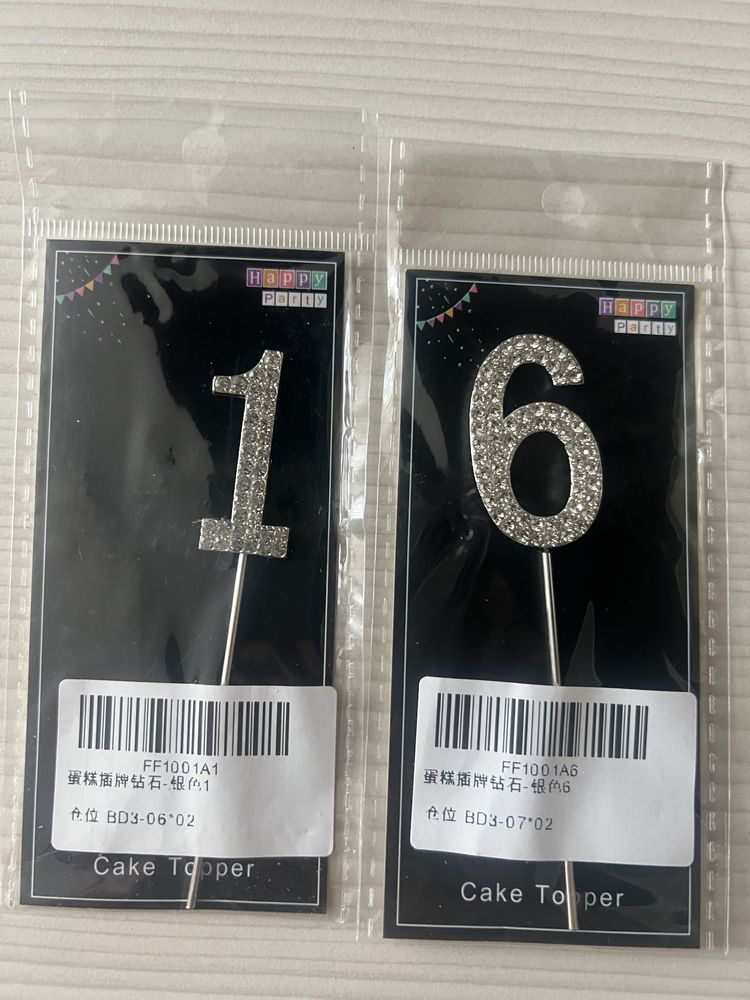 Happy
Party
1
FF1001A1
蛋糕插牌钻石-银色1
仓位 BD3-06*02
Cake Topper
Happy
Party
6
FF1001A6
蛋糕插牌钻石-银色6
仓位 BD3-07*02
Cake Topper